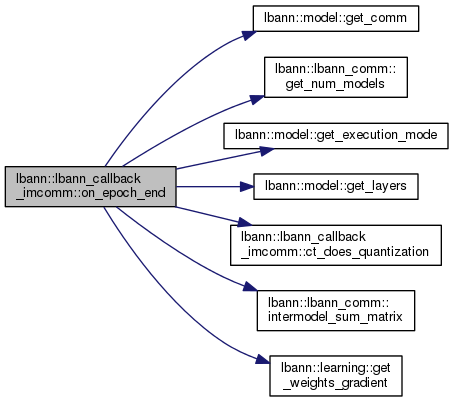 lbann::model::get_comm
lbann::lbann_comm::
get_num_models
lbann::model::get_execution_mode
lbann::lbann_callback
_imcomm::on_epoch_end
lbann::model::get_layers
lbann::lbann_callback
_imcomm::ct_does_quantization
lbann::lbann_comm::
intermodel_sum_matrix
lbann::learning::get
_weights_gradient